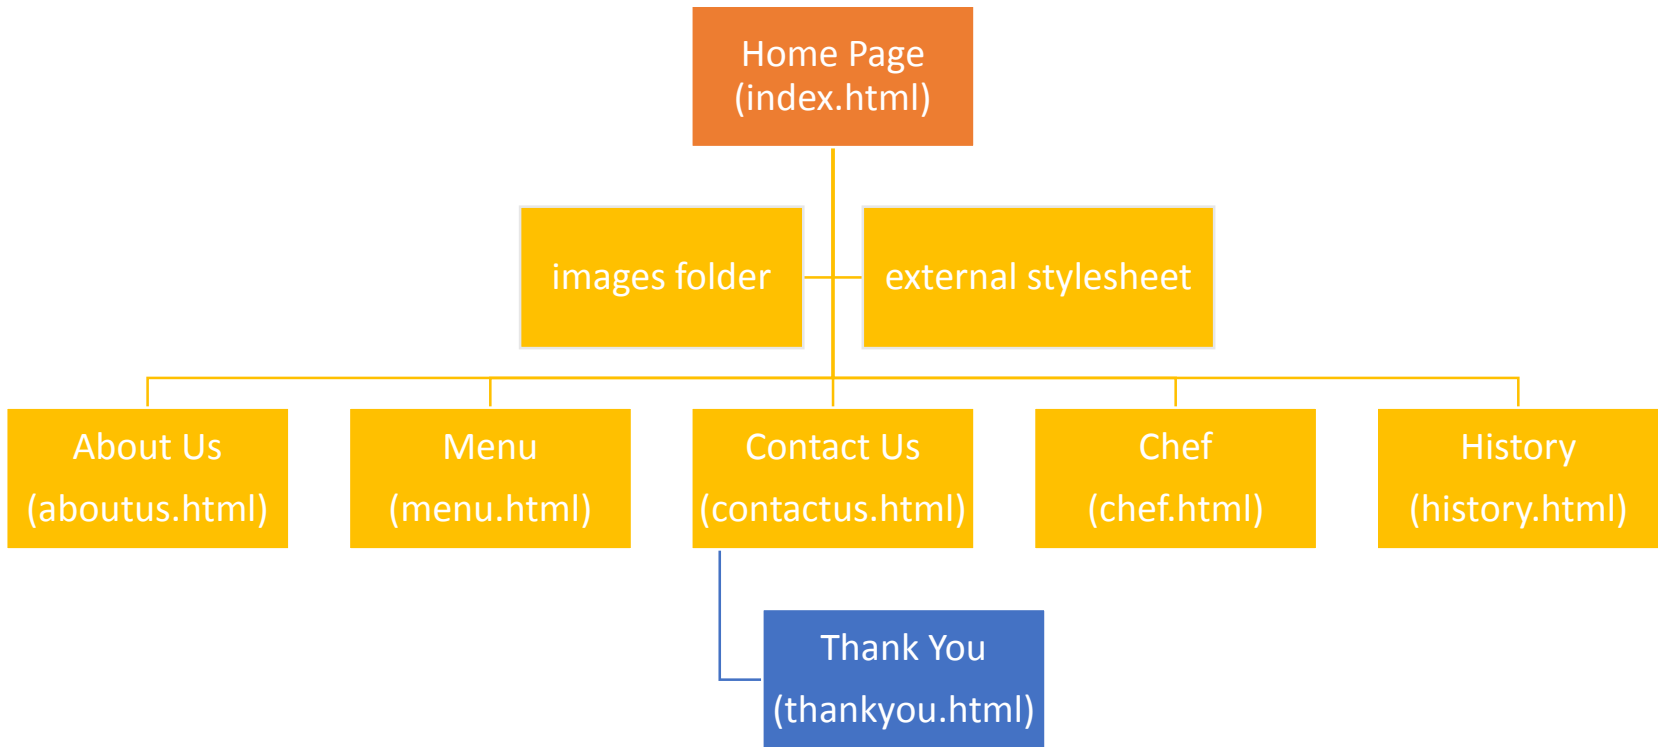 Home Page
(index.html)
images folder
external stylesheet
About Us
(aboutus.html)
Menu
(menu.html)
Contact Us
(contactus.html)
Chef
(chef.html)
History
(history.html)
Thank You
(thankyou.html)